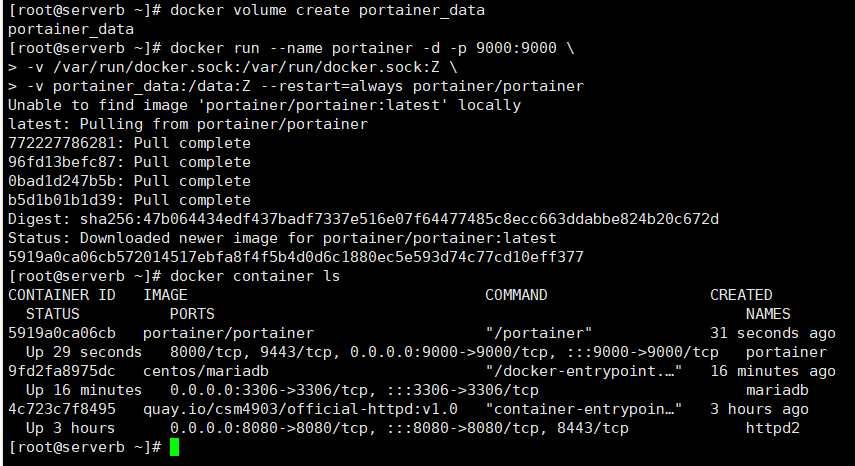 [root@serverb ~]# docker volume create portainer_data
portainer_data
[root@serverb ~]# docker run --name portainer -d -p 9000:9000 \
> -v /var/run/docker.sock:/var/run/docker.sock:Z \
> -v portainer_data:/data:Z --restart=always portainer/portainer
Unable to find image 'portainer/portainer:latest' locally
latest: Pulling from portainer/portainer
772227786281: Pull complete
96fd13befc87: Pull complete
0bad1d247b5b: Pull complete
b5d1b01b1d39: Pull complete
Digest: sha256:47b064434edf437badf7337e516e07f64477485c8ecc663ddabbe824b20c672d
Status: Downloaded newer image for portainer/portainer:latest
5919a0ca06cb572014517ebfa8f4f5b4d0d6c1880ec5e593d74c77cd10eff377
[root@serverb ~]# docker container ls
CONTAINER ID   IMAGE                              COMMAND                  CREATED
  STATUS          PORTS                                                       NAMES
5919a0ca06cb   portainer/portainer                "/portainer"             31 seconds ago
  Up 29 seconds   8000/tcp, 9443/tcp, 0.0.0.0:9000->9000/tcp, :::9000->9000/tcp   portainer
9fd2fa8975dc   centos/mariadb                     "/docker-entrypoint.…"   16 minutes ago
  Up 16 minutes   0.0.0.0:3306->3306/tcp, :::3306->3306/tcp                       mariadb
4c723c7f8495   quay.io/csm4903/official-httpd:v1.0   "container-entrypoin…"   3 hours ago
  Up 3 hours      0.0.0.0:8080->8080/tcp, :::8080->8080/tcp, 8443/tcp             httpd2
[root@serverb ~]#